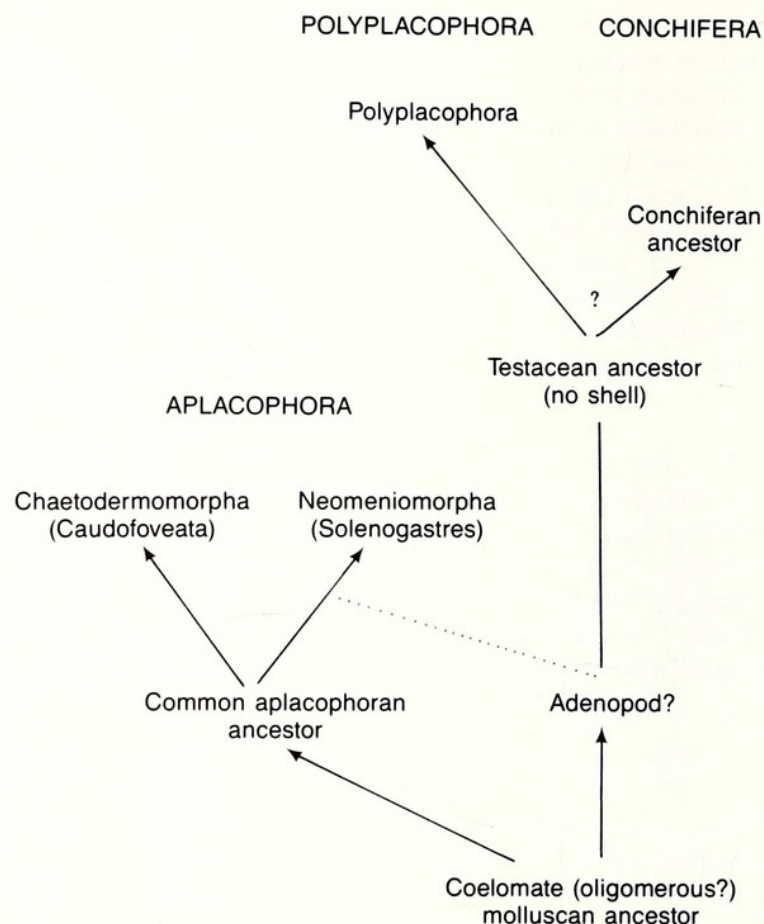 POLYPLACOPHORA CONCHIFERA
Polyplacophora
Conchiferan
ancestor
?
Testacean ancestor
(no shell)
APLACOPHORA
Chaetodermomorpha
(Caudofoveata)
Neomeniomorpha
(Solenogastres)
Common aplacophoran
ancestor
Adenopod?
Coelomate (oligomerous?)
molluscan ancestor